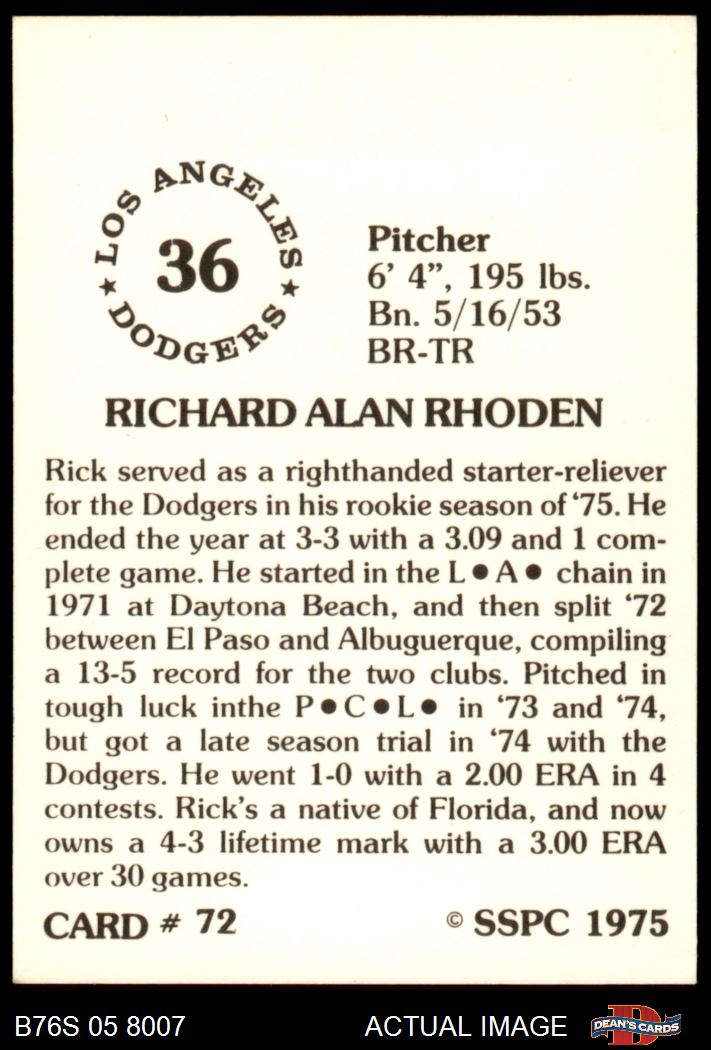 ★ LOS ANGELES ★
DODGERS
36
Pitcher
6’ 4”, 195 lbs.
Bn. 5/16/53
BR-TR
RICHARD ALAN RHODEN
Rick served as a righthanded starter-reliever
for the Dodgers in his rookie season of ‘75. He
ended the year at 3-3 with a 3.09 and 1 com-
plete game. He started in the L●A● chain in
1971 at Daytona Beach, and then split ‘72
between El Paso and Albuguerque, compiling
a 13-5 record for the two clubs. Pitched in
tough luck inthe P●C●L● in ‘73 and ‘74,
but got a late season trial in ‘74 with the
Dodgers. He went 1-0 with a 2.00 ERA in 4
contests. Rick’s a native of Florida, and now
owns a 4-3 lifetime mark with a 3.00 ERA
over 30 games.
CARD # 72 © SSPC 1975
B76S 05 8007 ACTUAL IMAGE D DEAN'S CARDS